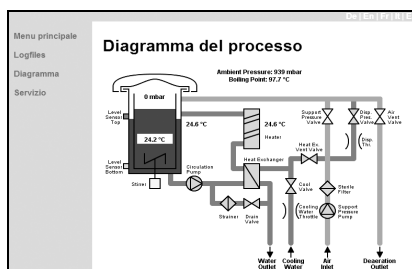 De | En | Fr | It | E
Menu principale
Logfiles
Diagramma
Servizio
Diagramma del processo
Ambient Pressure: 939 mbar
Boiling Point: 97.7 °C
0 mbar
Level Sensor Top
24.6 °C
24.6 °C
Heater
Support Pressure Valve
Disp. Pres. Valve
Air Vent Valve
24.2 °C
Heat Ex. Vent Valve
Disp. Thr.
Level Sensor Bottom
Stirrer
Circulation Pump
Heat Exchanger
Cool Valve
Sterile Filter
Strainer
Drain Valve
Cooling Water Throttle
Support Pressure Pump
Water Outlet
Cooling Water
Air Inlet
Deaeration Outlet